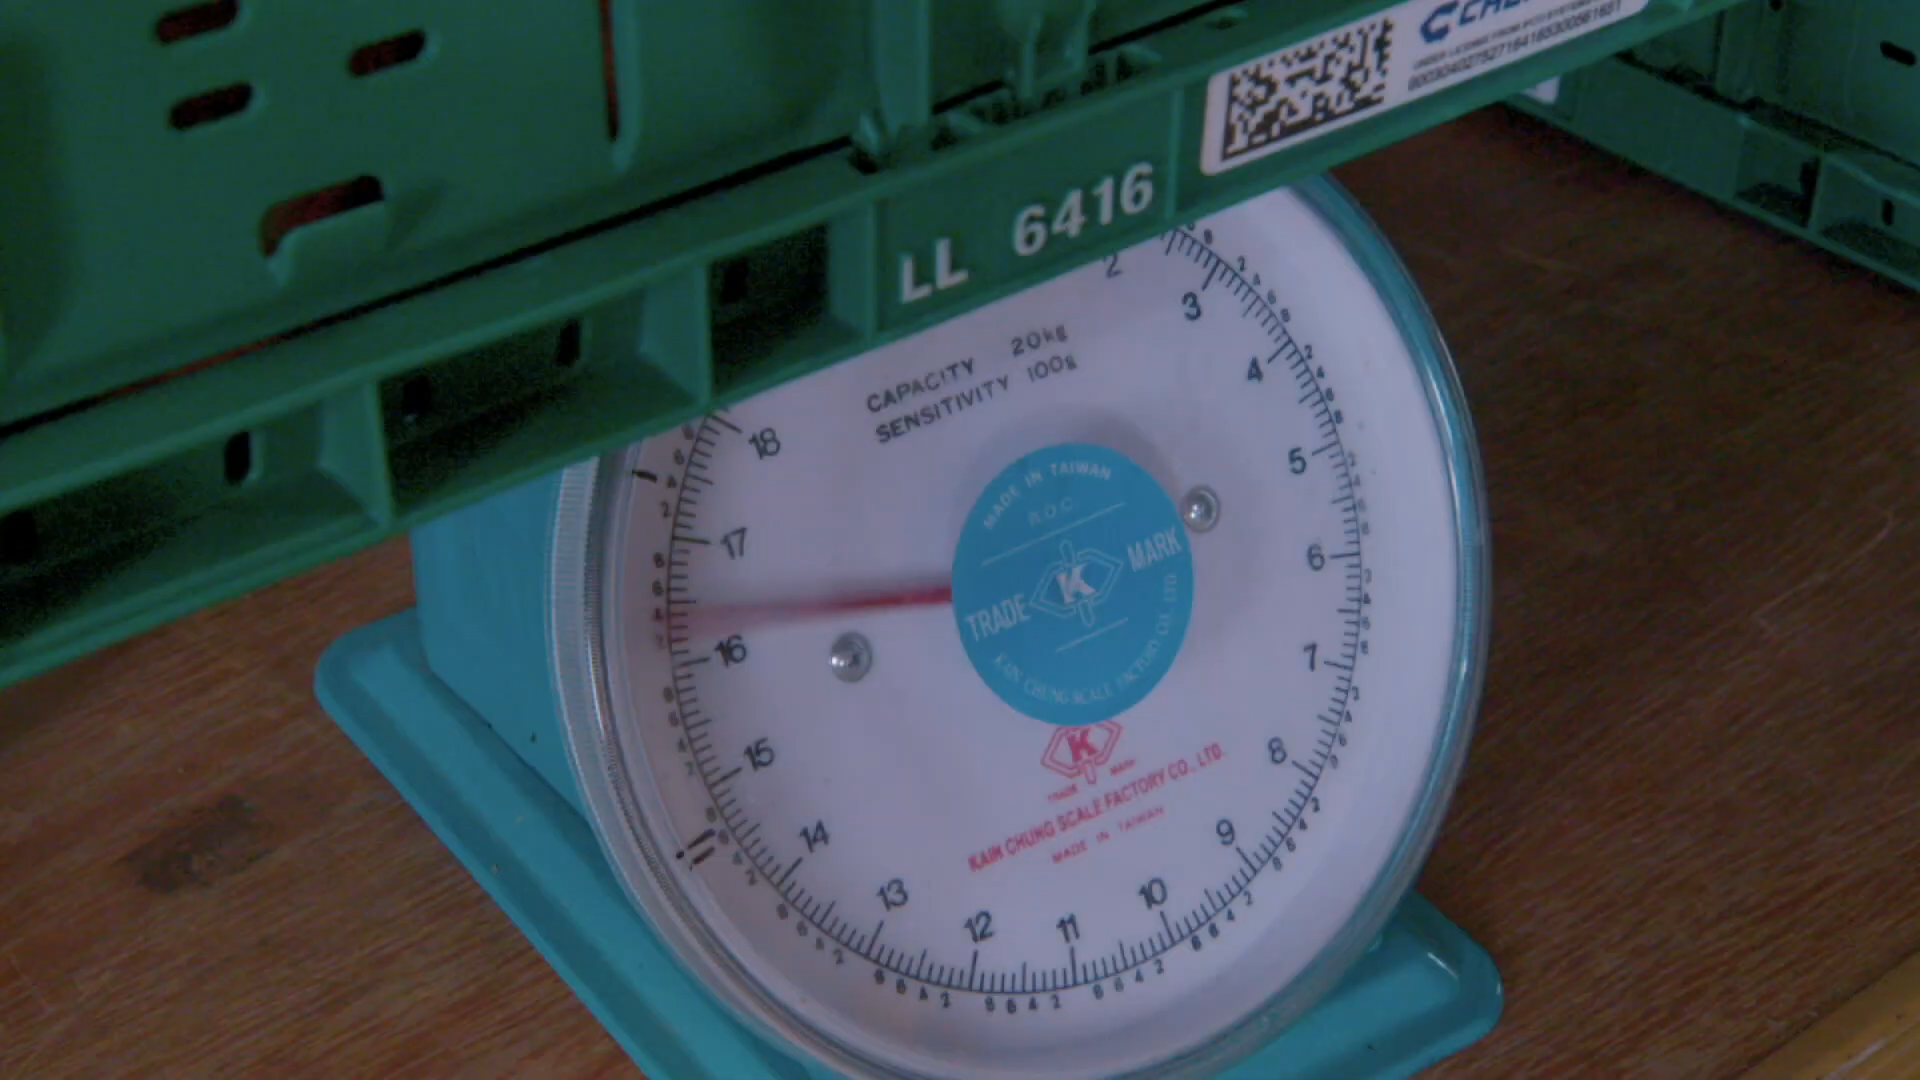 LL 6416
CAPACITY 20kg
SENSITIVITY 100g
2
3
4
5
6
7
8
9
10
11
12
13
14
15
16
17
18
MADE IN TAIWAN
R.O.C.
TRADE K MARK
KAIN CHUNG SCALE FACTORY CO., LTD.
K
TRADE MARK
KAIN CHUNG SCALE FACTORY CO., LTD.
MADE IN TAIWAN